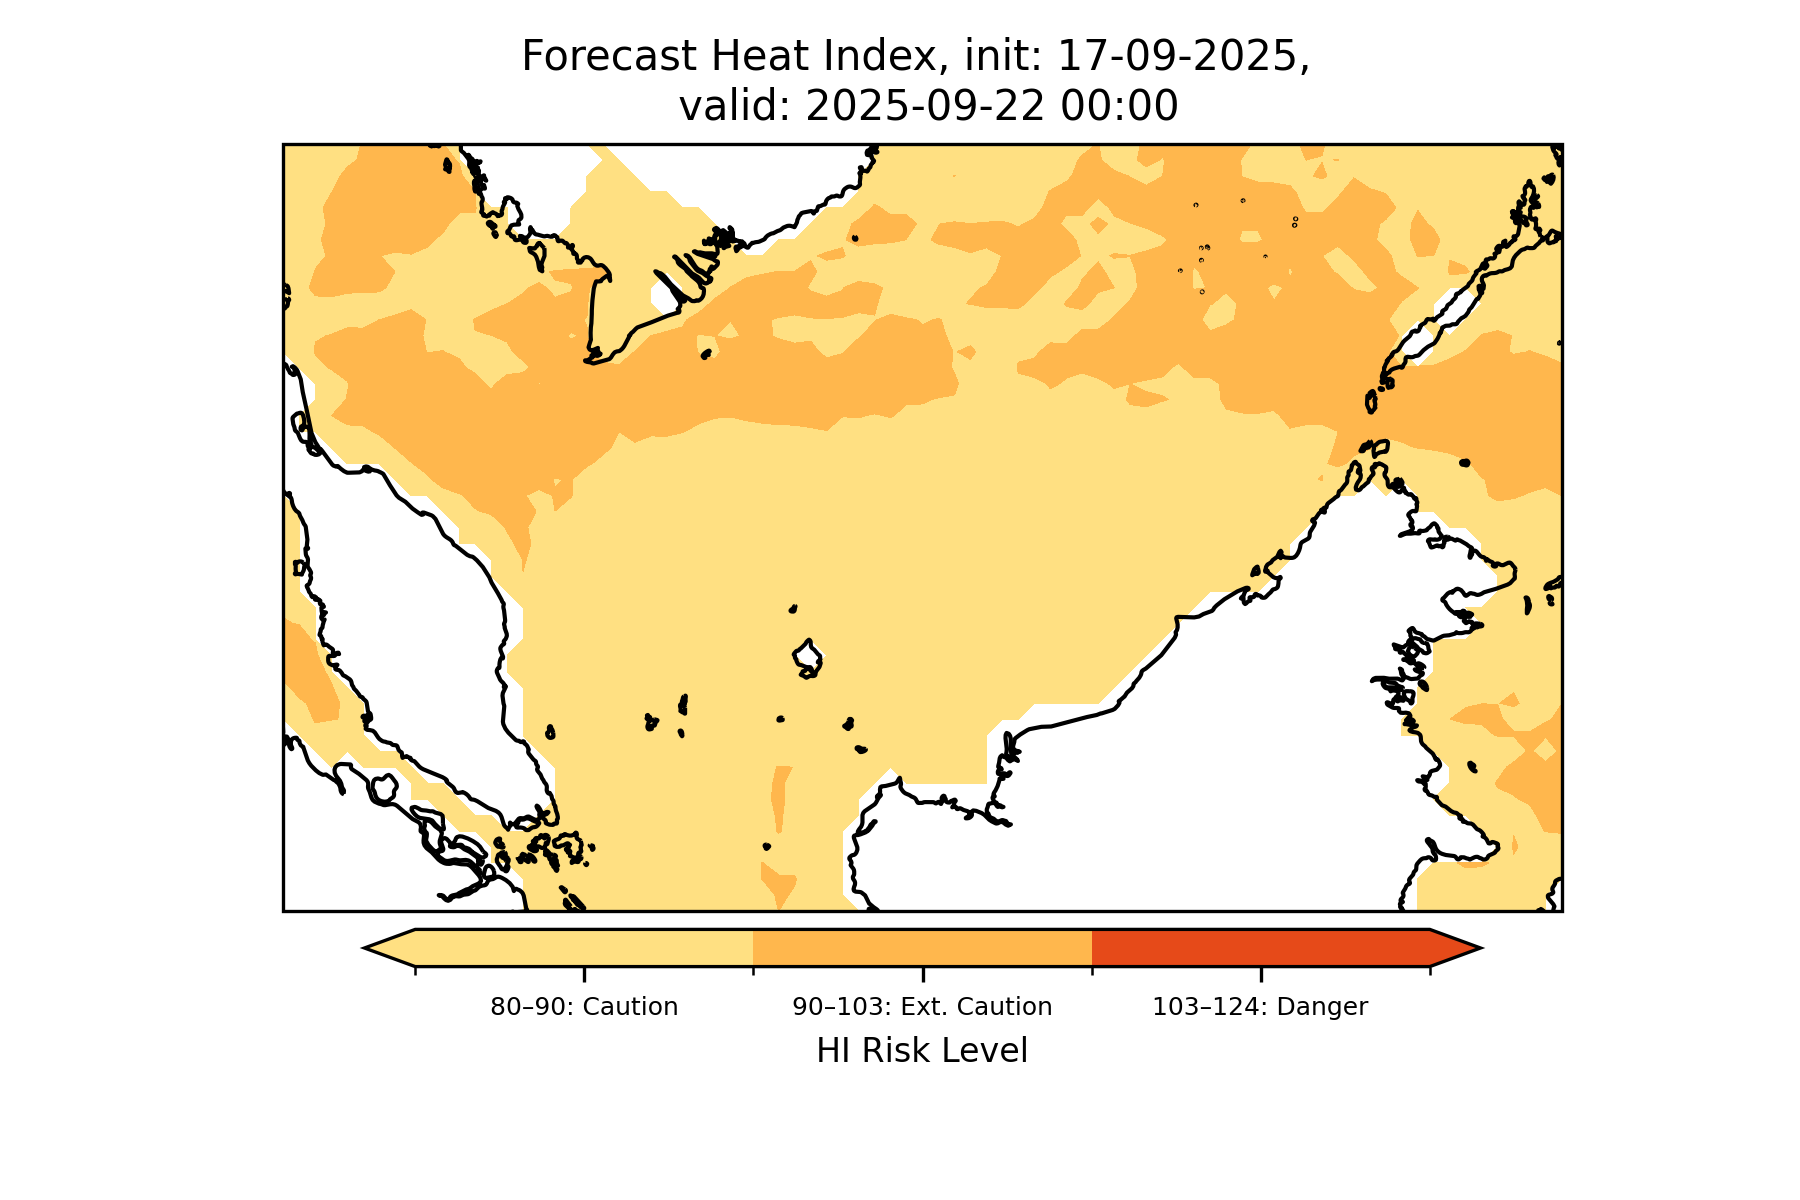 Forecast Heat Index, init: 17-09-2025,
valid: 2025-09-22 00:00
80–90: Caution
90–103: Ext. Caution
103–124: Danger
HI Risk Level